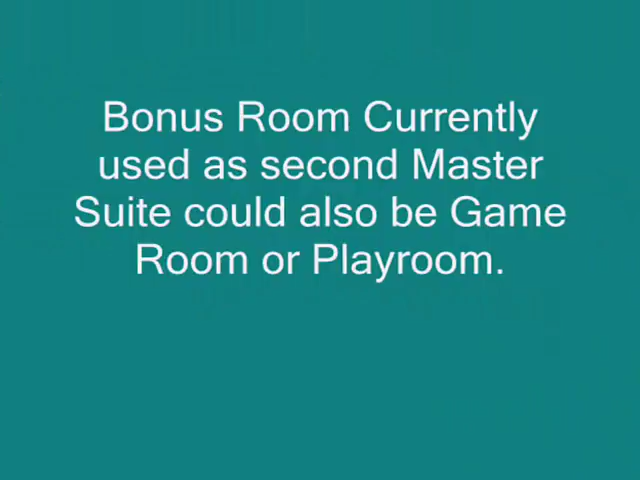 Bonus Room Currently
used as second Master
Suite could also be Game
Room or Playroom.